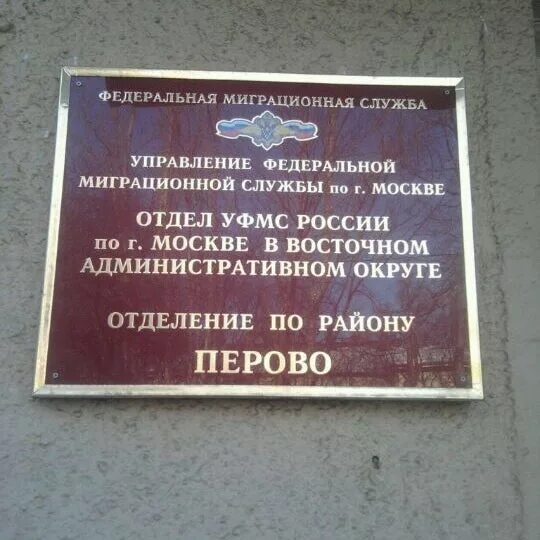 ФЕДЕРАЛЬНАЯ МИГРАЦИОННАЯ СЛУЖБА
УПРАВЛЕНИЕ ФЕДЕРАЛЬНОЙ
МИГРАЦИОННОЙ СЛУЖБЫ по г. МОСКВЕ
ОТДЕЛ УФМС РОССИИ
по г. МОСКВЕ В ВОСТОЧНОМ
АДМИНИСТРАТИВНОМ ОКРУГЕ
ОТДЕЛЕНИЕ ПО РАЙОНУ
ПЕРОВО